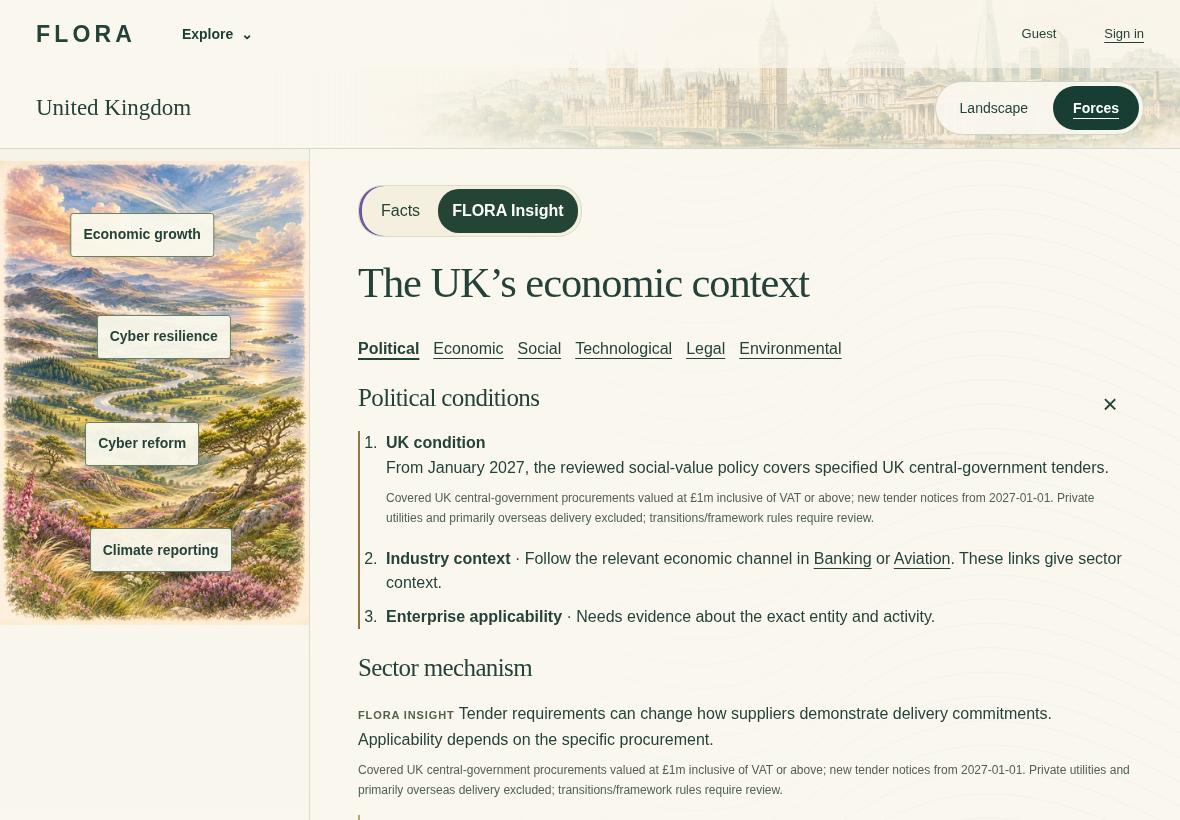 FLORA
Explore
Guest
Sign in
United Kingdom
Landscape
Forces
Economic growth
Cyber resilience
Cyber reform
Climate reporting
Facts
FLORA Insight
The UK’s economic context
Political Economic Social Technological Legal Environmental
Political conditions
1. UK condition
From January 2027, the reviewed social-value policy covers specified UK central-government tenders.
Covered UK central-government procurements valued at £1m inclusive of VAT or above; new tender notices from 2027-01-01. Private
utilities and primarily overseas delivery excluded; transitions/framework rules require review.
2. Industry context · Follow the relevant economic channel in Banking or Aviation. These links give sector
context.
3. Enterprise applicability · Needs evidence about the exact entity and activity.
Sector mechanism
FLORA INSIGHT Tender requirements can change how suppliers demonstrate delivery commitments.
Applicability depends on the specific procurement.
Covered UK central-government procurements valued at £1m inclusive of VAT or above; new tender notices from 2027-01-01. Private utilities and
primarily overseas delivery excluded; transitions/framework rules require review.